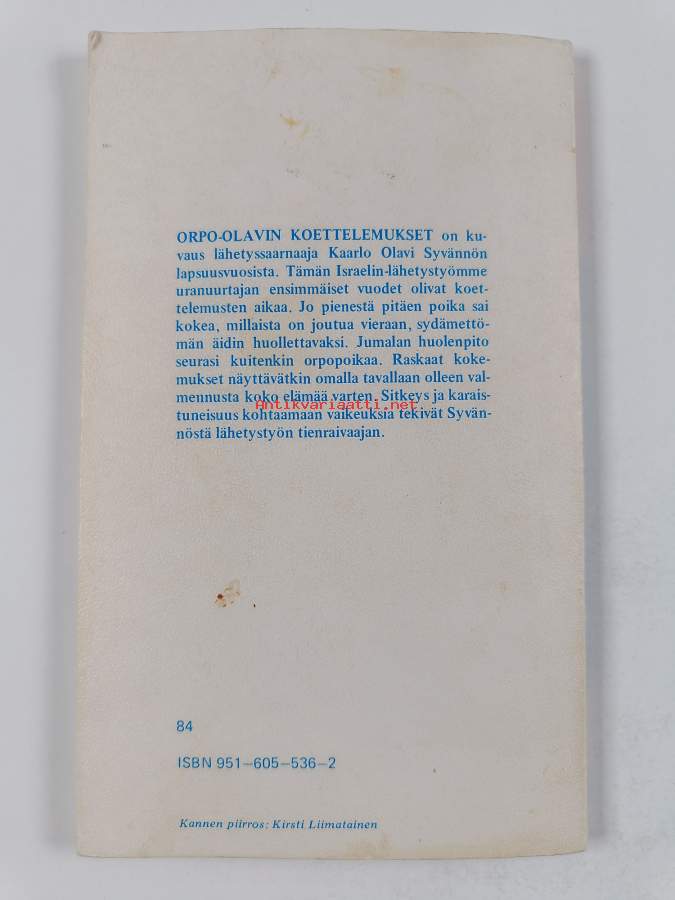 ORPO-OLAVIN KOETTELEMUKSET on ku-
vaus lähetyssaarnaaja Kaarlo Olavi Syvännön
lapsuusvuosista. Tämän Israelin-lähetystyömme
uranuurtajan ensimmäiset vuodet olivat koet-
telemusten aikaa. Jo pienestä pitäen poika sai
kokea, millaista on joutua vieraan, sydämettö-
män äidin huollettavaksi. Jumalan huolenpito
seurasi kuitenkin orpopoikaa. Raskaat koke-
mukset näyttävätkin omalla tavallaan olleen val-
mennusta koko elämää varten. Sitkeys ja karais-
Antikvariaatti.net
tuneisuus kohtaamaan vaikeuksia tekivät Syvän-
nöstä lähetystyön tienraivaajan.
84
ISBN 951-605-536-2
Kannen piirros: Kirsti Liimatainen